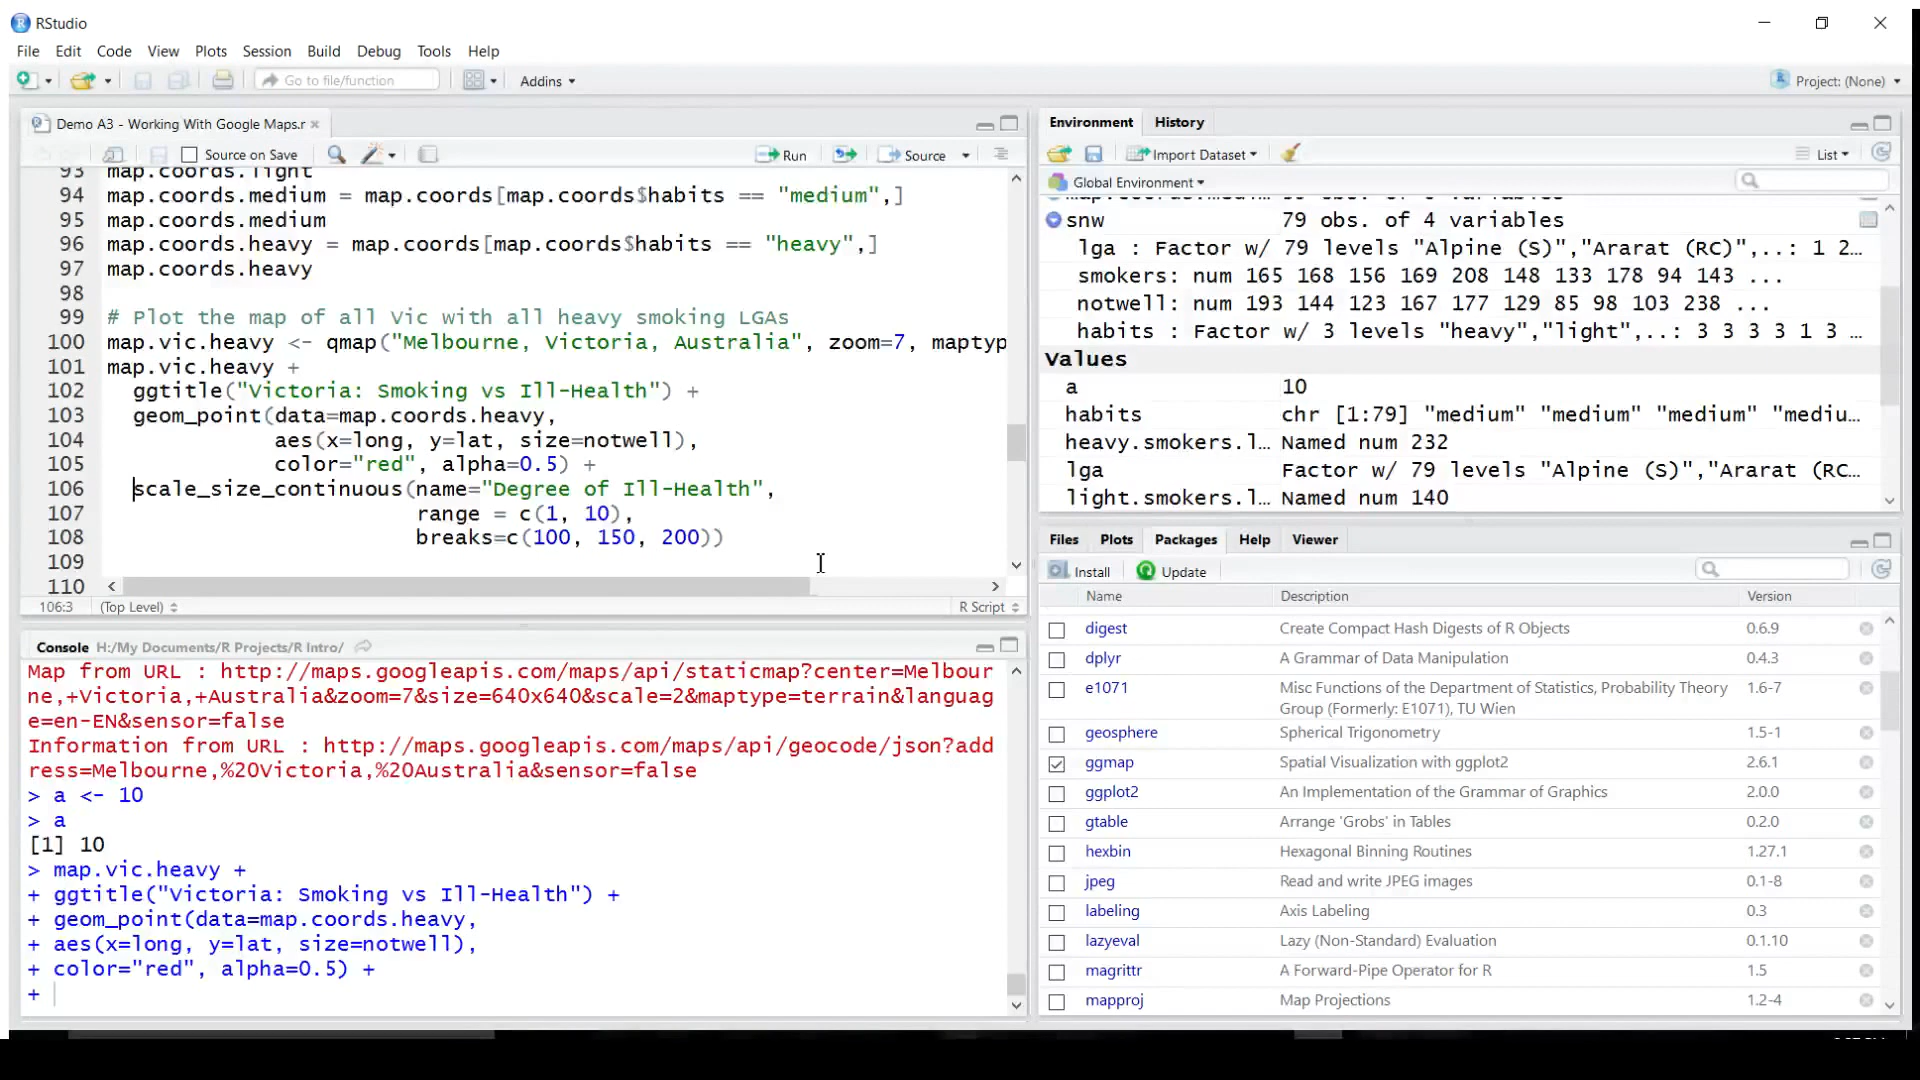 RStudio
File Edit Code View Plots Session Build Debug Tools Help
Go to file/function Addins Project: (None)
Demo A3 - Working With Google Maps.r
Source on Save Run Source
93 map.coords.light
94 map.coords.medium = map.coords[map.coords$habits == "medium",]
95 map.coords.medium
96 map.coords.heavy = map.coords[map.coords$habits == "heavy",]
97 map.coords.heavy
98
99 # Plot the map of all Vic with all heavy smoking LGAs
100 map.vic.heavy <- qmap("Melbourne, Victoria, Australia", zoom=7, maptyp
101 map.vic.heavy +
102 ggtitle("Victoria: Smoking vs Ill-Health") +
103 geom_point(data=map.coords.heavy,
104 aes(x=long, y=lat, size=notwell),
105 color="red", alpha=0.5) +
106 scale_size_continuous(name="Degree of Ill-Health",
107 range = c(1, 10),
108 breaks=c(100, 150, 200))
109
110
106:3 (Top Level) R Script
Console H:/My Documents/R Projects/R Intro/
Map from URL : http://maps.googleapis.com/maps/api/staticmap?center=Melbour
ne,+Victoria,+Australia&zoom=7&size=640x640&scale=2&maptype=terrain&languag
e=en-EN&sensor=false
Information from URL : http://maps.googleapis.com/maps/api/geocode/json?add
ress=Melbourne,%20Victoria,%20Australia&sensor=false
> a <- 10
> a
[1] 10
> map.vic.heavy +
+ ggtitle("Victoria: Smoking vs Ill-Health") +
+ geom_point(data=map.coords.heavy,
+ aes(x=long, y=lat, size=notwell),
+ color="red", alpha=0.5) +
+
Environment History
Import Dataset List
Global Environment
snw 79 obs. of 4 variables
lga : Factor w/ 79 levels "Alpine (S)","Ararat (RC)",..: 1 2…
smokers: num 165 168 156 169 208 148 133 178 94 143 ...
notwell: num 193 144 123 167 177 129 85 98 103 238 ...
habits : Factor w/ 3 levels "heavy","light",..: 3 3 3 3 1 3 …
Values
a 10
habits chr [1:79] "medium" "medium" "medium" "mediu…
heavy.smokers.l… Named num 232
lga Factor w/ 79 levels "Alpine (S)","Ararat (RC…
light.smokers.l… Named num 140
Files Plots Packages Help Viewer
Install Update
Name Description Version
digest Create Compact Hash Digests of R Objects 0.6.9
dplyr A Grammar of Data Manipulation 0.4.3
e1071 Misc Functions of the Department of Statistics, Probability Theory 1.6-7
Group (Formerly: E1071), TU Wien
geosphere Spherical Trigonometry 1.5-1
ggmap Spatial Visualization with ggplot2 2.6.1
ggplot2 An Implementation of the Grammar of Graphics 2.0.0
gtable Arrange 'Grobs' in Tables 0.2.0
hexbin Hexagonal Binning Routines 1.27.1
jpeg Read and write JPEG images 0.1-8
labeling Axis Labeling 0.3
lazyeval Lazy (Non-Standard) Evaluation 0.1.10
magrittr A Forward-Pipe Operator for R 1.5
mapproj Map Projections 1.2-4